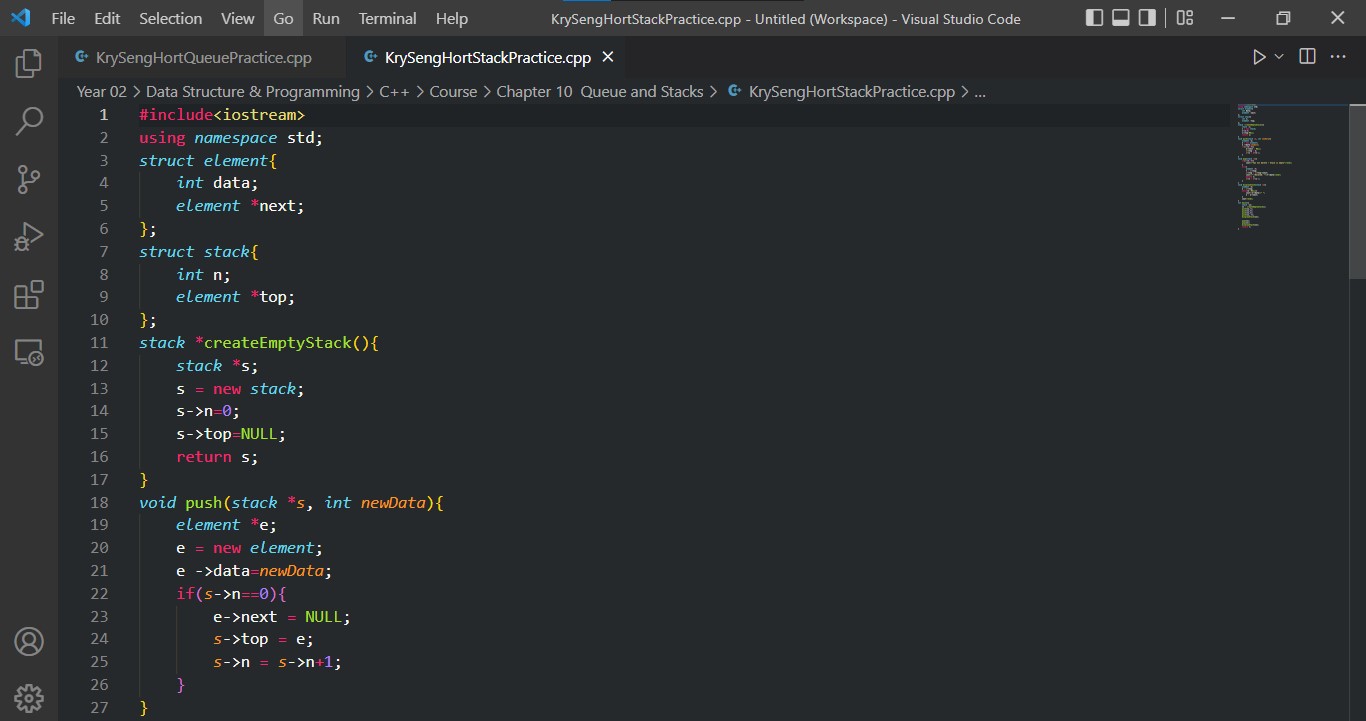 File Edit Selection View Go Run Terminal Help KrySengHortStackPractice.cpp - Untitled (Workspace) - Visual Studio Code
KrySengHortQueuePractice.cpp KrySengHortStackPractice.cpp
Year 02 > Data Structure & Programming > C++ > Course > Chapter 10 Queue and Stacks > KrySengHortStackPractice.cpp > ...
1 #include<iostream>
2 using namespace std;
3 struct element{
4 int data;
5 element *next;
6 };
7 struct stack{
8 int n;
9 element *top;
10 };
11 stack *createEmptyStack(){
12 stack *s;
13 s = new stack;
14 s->n=0;
15 s->top=NULL;
16 return s;
17 }
18 void push(stack *s, int newData){
19 element *e;
20 e = new element;
21 e ->data=newData;
22 if(s->n==0){
23 e->next = NULL;
24 s->top = e;
25 s->n = s->n+1;
26 }
27 }